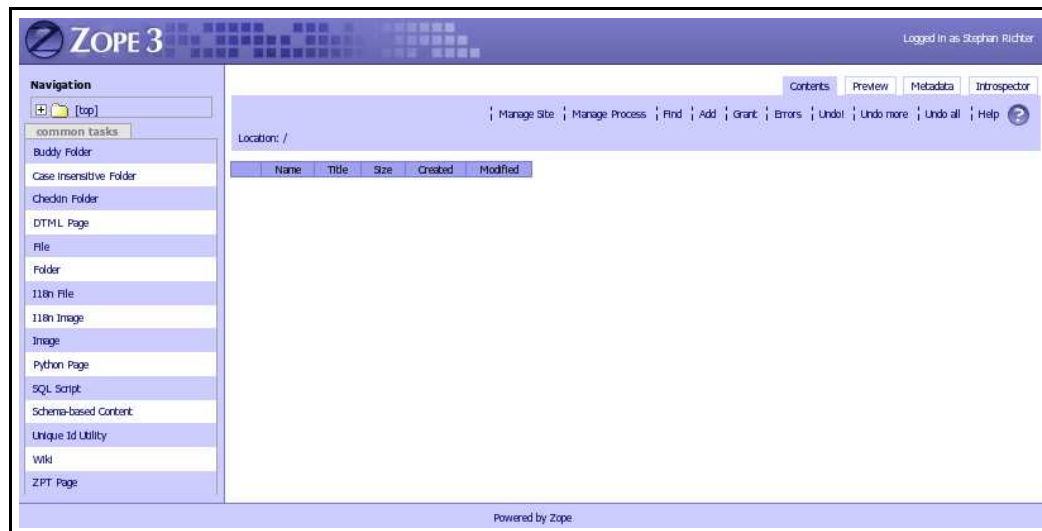 ZOPE 3
Logged in as Stephan Richter
Navigation
[top]
common tasks
Buddy Folder
Case Insensitive Folder
Checkin Folder
DTML Page
File
Folder
I18n File
I18n Image
Image
Python Page
SQL Script
Schema-based Content
Unique Id Utility
Wiki
ZPT Page
Contents Preview Metadata Introspector
Manage Site Manage Process Find Add Grant Errors Undo! Undo more Undo all Help
Location: /
Name Title Size Created Modified
Powered by Zope